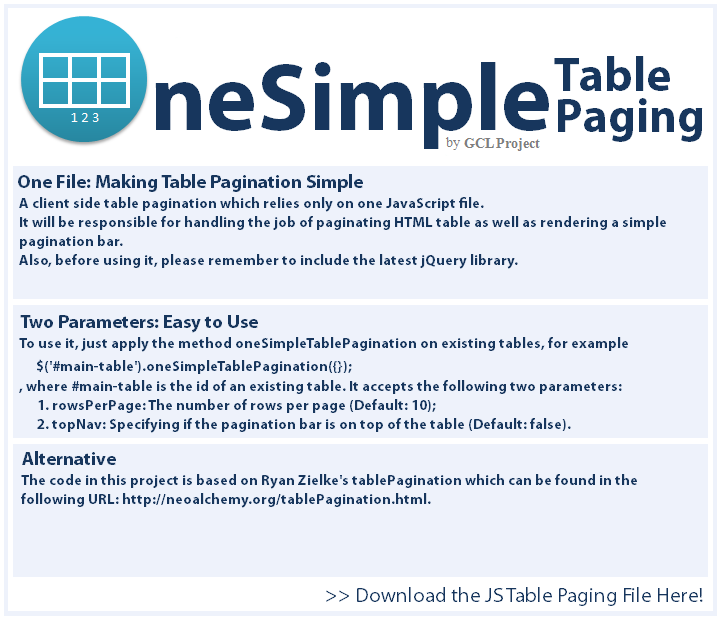 1 2 3
neSimple
Table
Paging
by GCL Project
One File: Making Table Pagination Simple
A client side table pagination which relies only on one JavaScript file.
It will be responsible for handling the job of paginating HTML table as well as rendering a simple
pagination bar.
Also, before using it, please remember to include the latest jQuery library.
Two Parameters: Easy to Use
To use it, just apply the method oneSimpleTablePagination on existing tables, for example
$('#main-table').oneSimpleTablePagination({});
, where #main-table is the id of an existing table. It accepts the following two parameters:
1. rowsPerPage: The number of rows per page (Default: 10);
2. topNav: Specifying if the pagination bar is on top of the table (Default: false).
Alternative
The code in this project is based on Ryan Zielke's tablePagination which can be found in the
following URL: http://neoalchemy.org/tablePagination.html.
>> Download the JS Table Paging File Here!